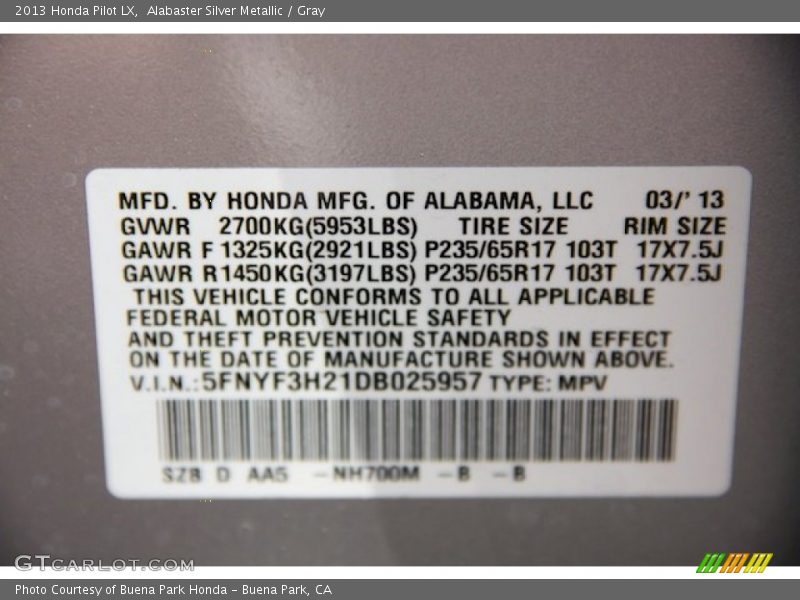 2013 Honda Pilot LX, Alabaster Silver Metallic / Gray
MFD. BY HONDA MFG. OF ALABAMA, LLC 03/' 13
GVWR 2700KG(5953LBS) TIRE SIZE RIM SIZE
GAWR F 1325KG(2921LBS) P235/65R17 103T 17X7.5J
GAWR R1450KG(3197LBS) P235/65R17 103T 17X7.5J
THIS VEHICLE CONFORMS TO ALL APPLICABLE
FEDERAL MOTOR VEHICLE SAFETY
AND THEFT PREVENTION STANDARDS IN EFFECT
ON THE DATE OF MANUFACTURE SHOWN ABOVE.
V.I.N.: 5FNYF3H21DB025957 TYPE: MPV
SZB D AA5 -NH700M -B -B
GTCARLOT.COM
Photo Courtesy of Buena Park Honda - Buena Park, CA